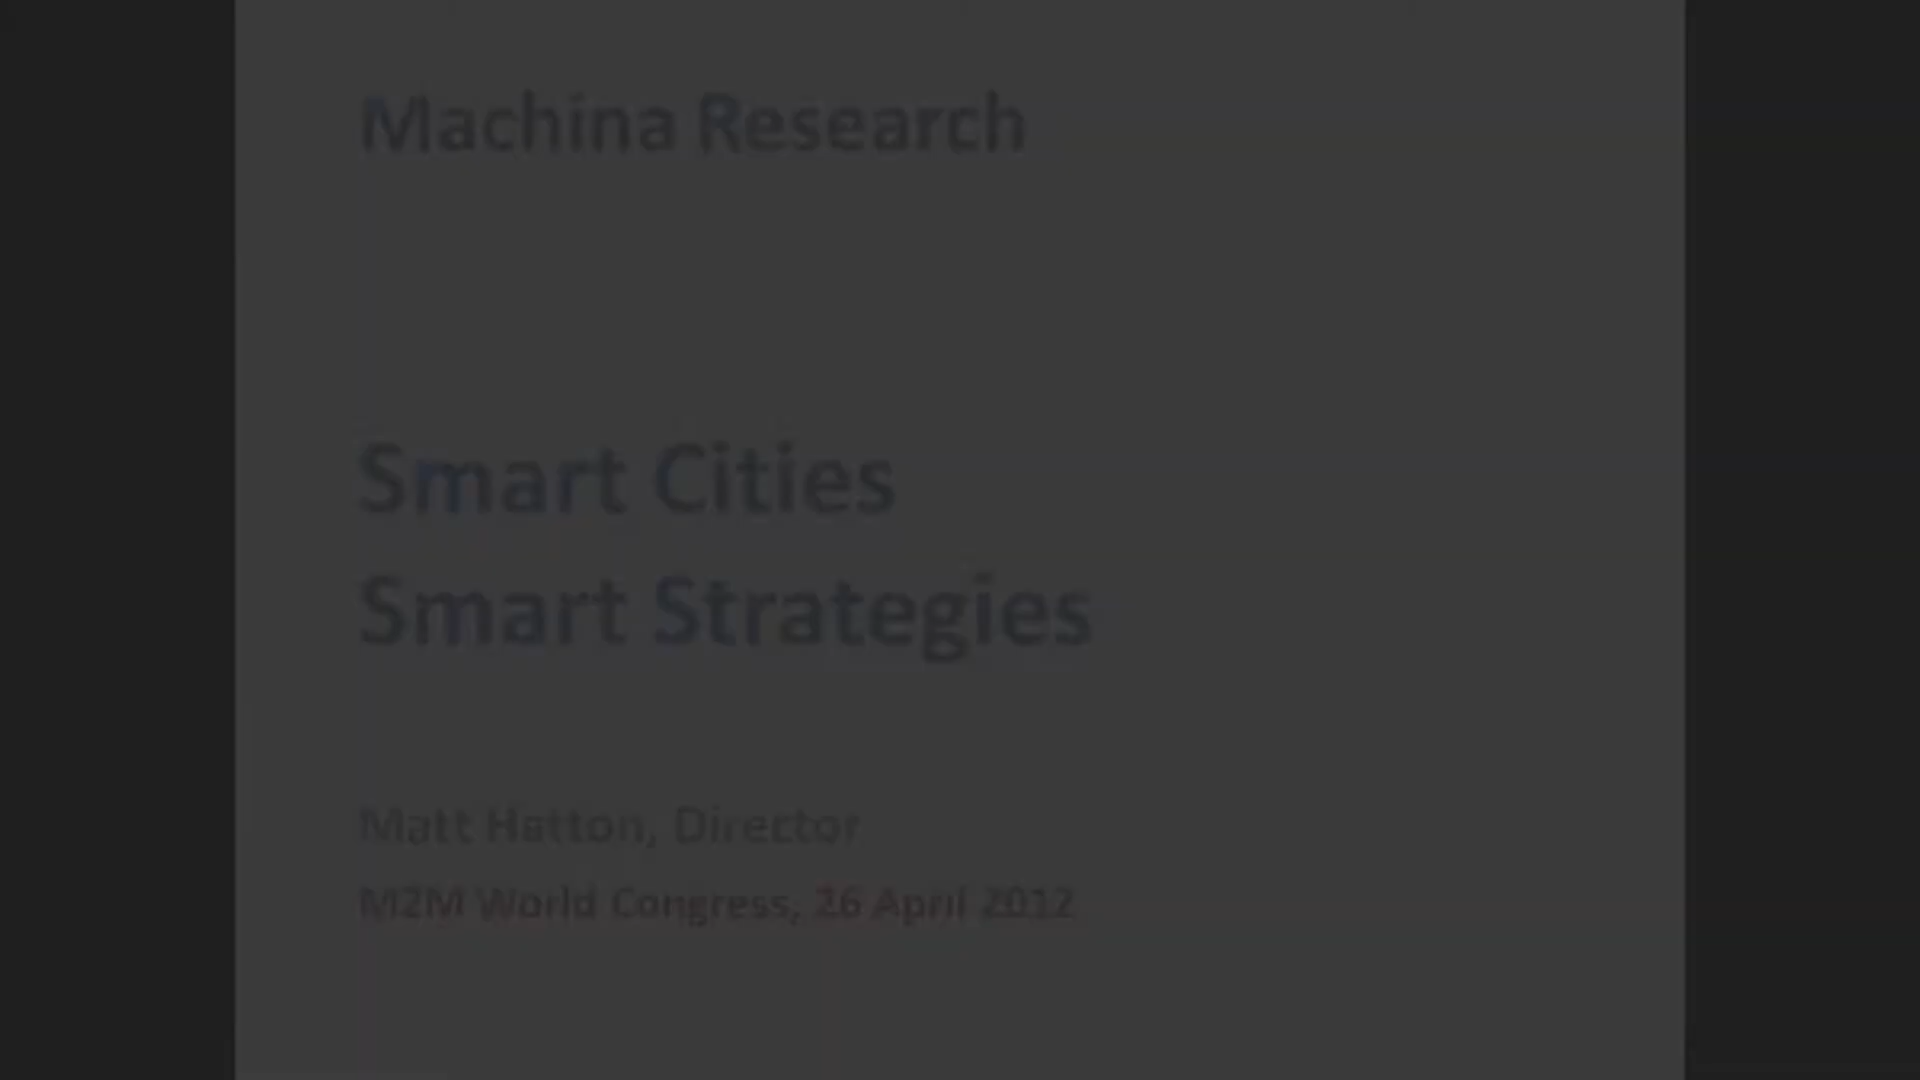 Machina Research
Smart Cities
Smart Strategies
Matt Hatton, Director
M2M World Congress, 26 April 2012